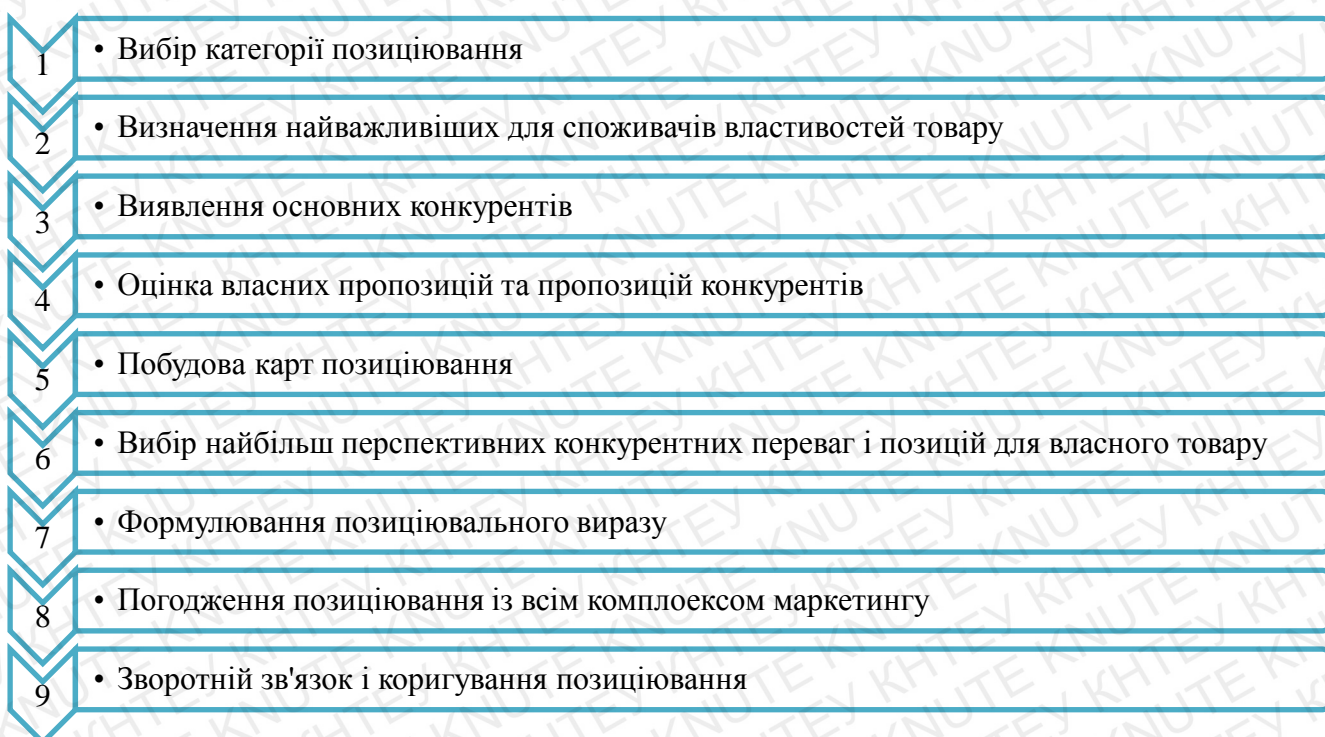 1
• Вибір категорії позиціювання
2
• Визначення найважливіших для споживачів властивостей товару
3
• Виявлення основних конкурентів
4
• Оцінка власних пропозицій та пропозицій конкурентів
5
• Побудова карт позиціювання
6
• Вибір найбільш перспективних конкурентних переваг і позицій для власного товару
7
• Формулювання позиціювального виразу
8
• Погодження позиціювання із всім комплоексом маркетингу
9
• Зворотній зв'язок і коригування позиціювання